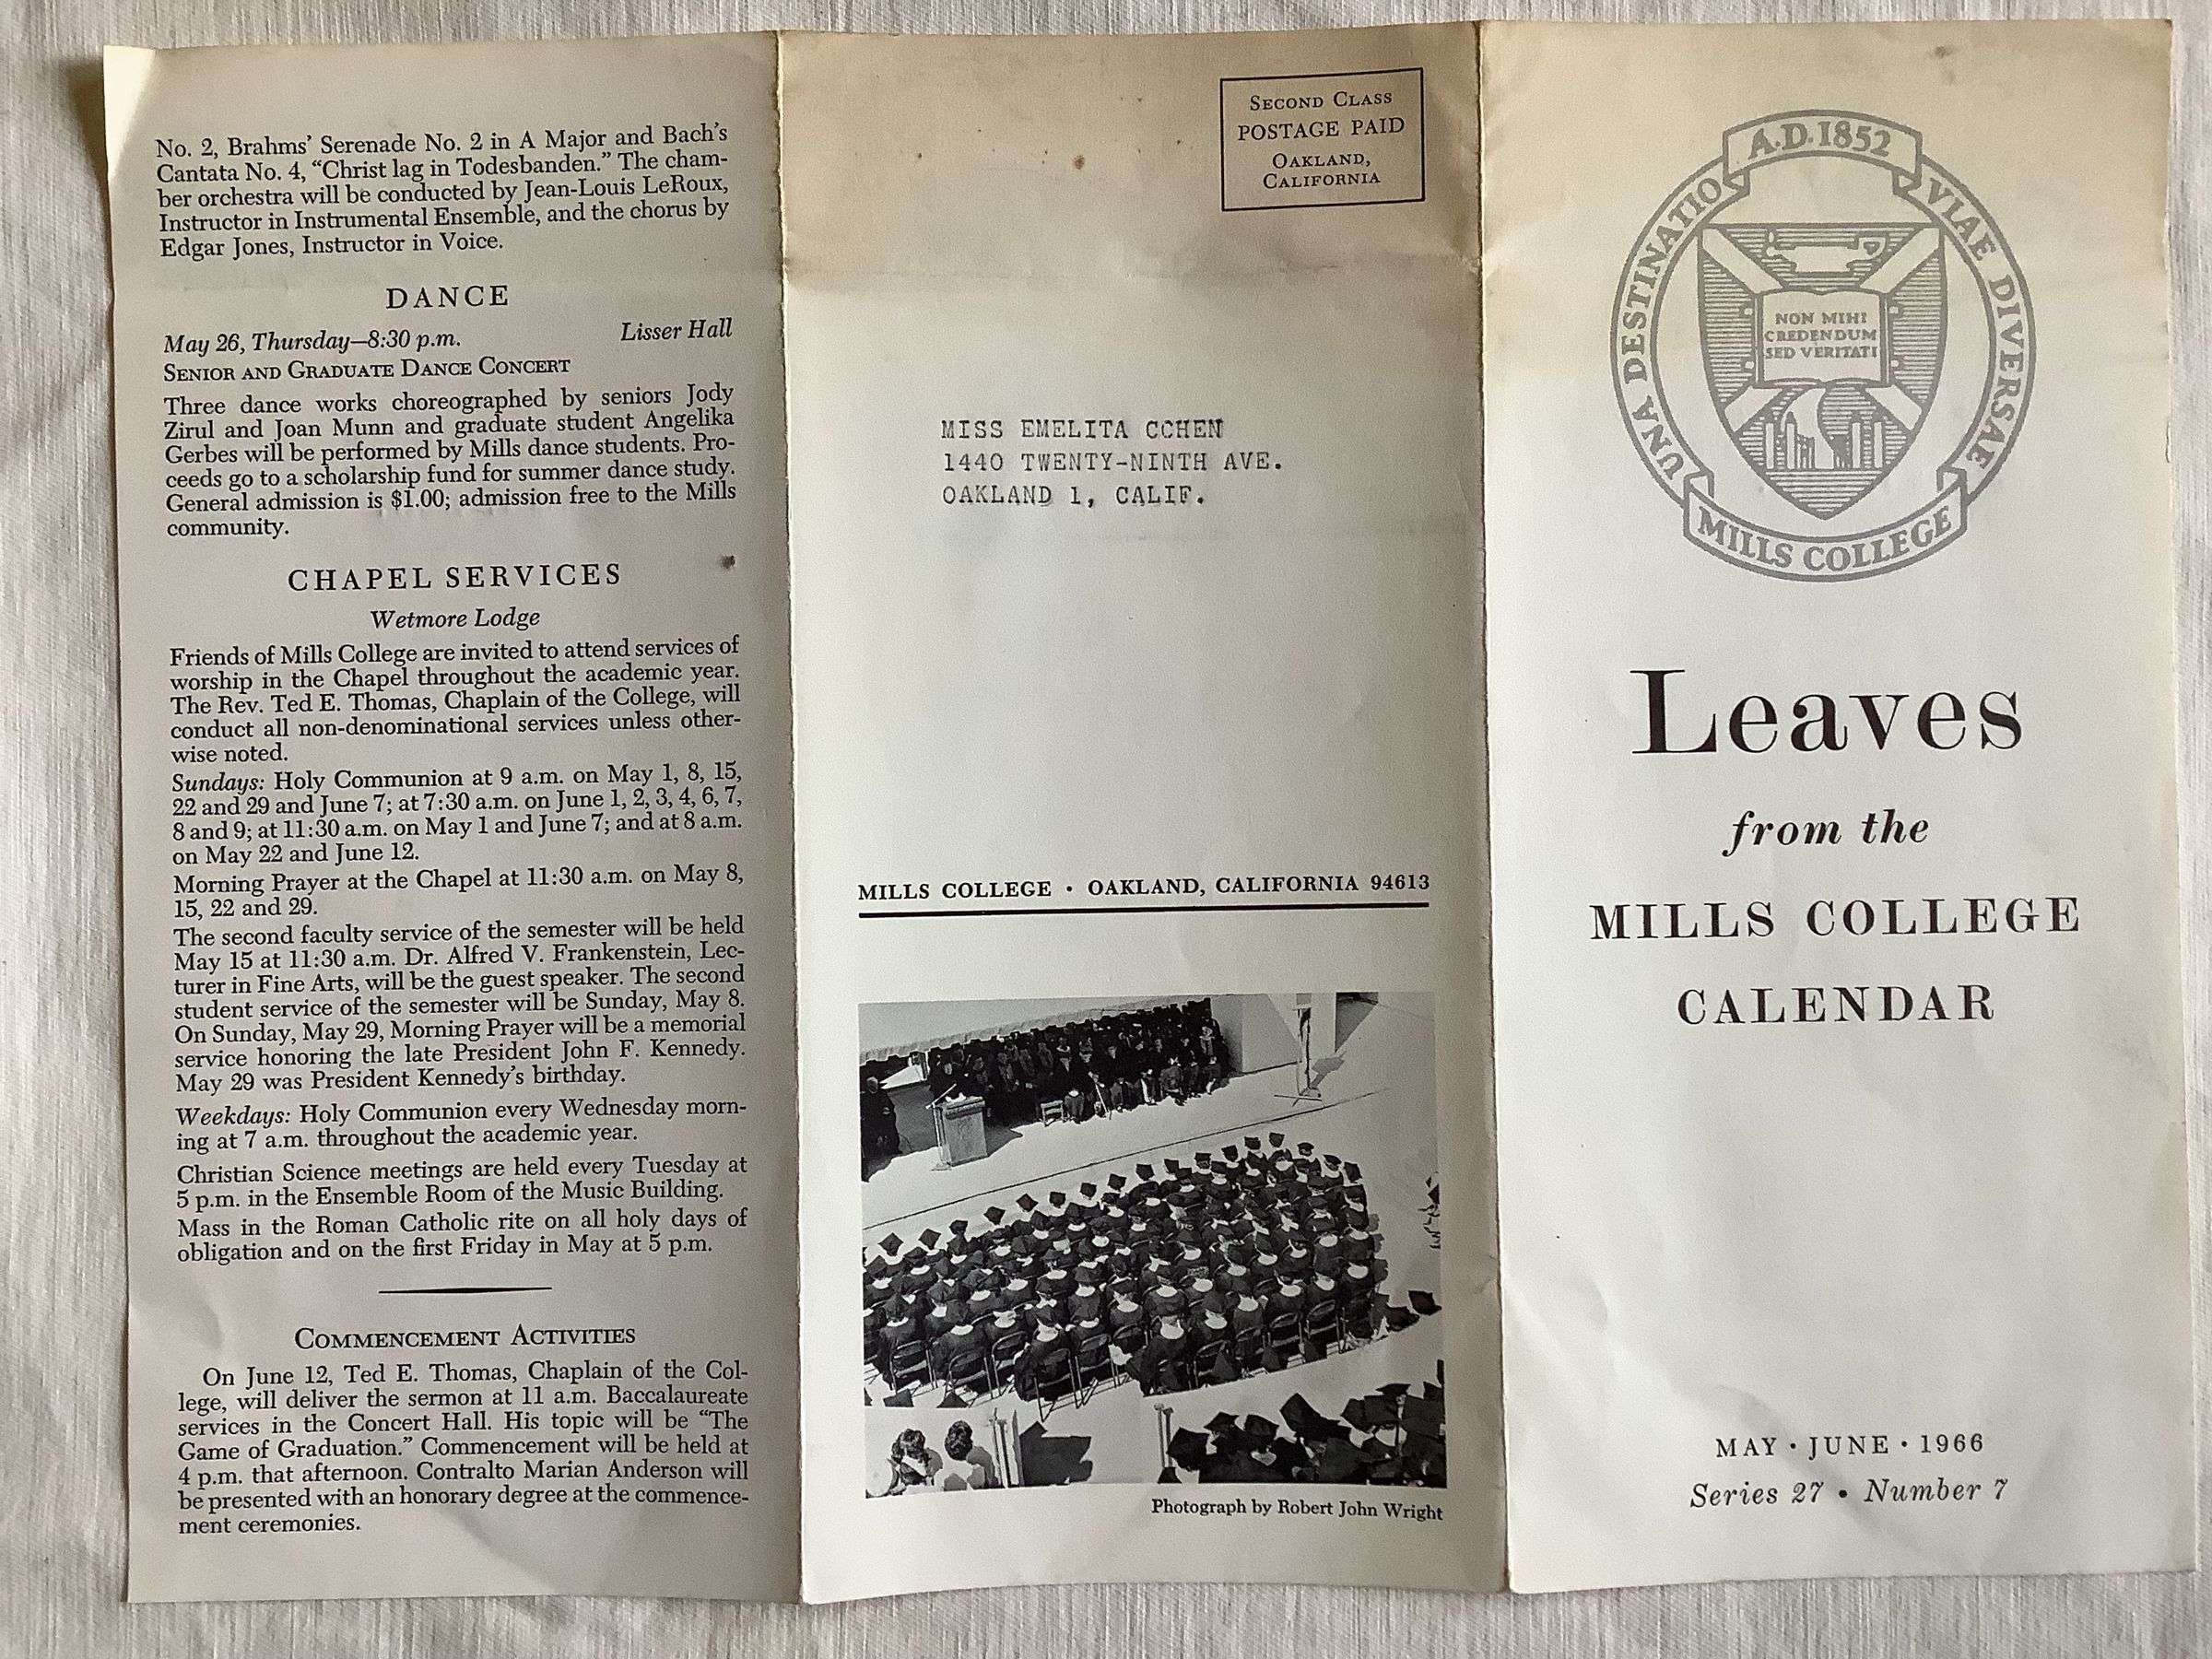 No. 2, Brahms’ Serenade No. 2 in A Major and Bach’s
Cantata No. 4, “Christ lag in Todesbanden.” The cham-
ber orchestra will be conducted by Jean-Louis LeRoux,
Instructor in Instrumental Ensemble, and the chorus by
Edgar Jones, Instructor in Voice.
DANCE
May 26, Thursday—8:30 p.m. Lisser Hall
SENIOR AND GRADUATE DANCE CONCERT
Three dance works choreographed by seniors Jody
Zirul and Joan Munn and graduate student Angelika
Gerbes will be performed by Mills dance students. Pro-
ceeds go to a scholarship fund for summer dance study.
General admission is $1.00; admission free to the Mills
community.
CHAPEL SERVICES
Wetmore Lodge
Friends of Mills College are invited to attend services of
worship in the Chapel throughout the academic year.
The Rev. Ted E. Thomas, Chaplain of the College, will
conduct all non-denominational services unless other-
wise noted.
Sundays: Holy Communion at 9 a.m. on May 1, 8, 15,
22 and 29 and June 7; at 7:30 a.m. on June 1, 2, 3, 4, 6, 7,
8 and 9; at 11:30 a.m. on May 1 and June 7; and at 8 a.m.
on May 22 and June 12.
Morning Prayer at the Chapel at 11:30 a.m. on May 8,
15, 22 and 29.
The second faculty service of the semester will be held
May 15 at 11:30 a.m. Dr. Alfred V. Frankenstein, Lec-
turer in Fine Arts, will be the guest speaker. The second
student service of the semester will be Sunday, May 8.
On Sunday, May 29, Morning Prayer will be a memorial
service honoring the late President John F. Kennedy.
May 29 was President Kennedy’s birthday.
Weekdays: Holy Communion every Wednesday morn-
ing at 7 a.m. throughout the academic year.
Christian Science meetings are held every Tuesday at
5 p.m. in the Ensemble Room of the Music Building.
Mass in the Roman Catholic rite on all holy days of
obligation and on the first Friday in May at 5 p.m.
COMMENCEMENT ACTIVITIES
On June 12, Ted E. Thomas, Chaplain of the Col-
lege, will deliver the sermon at 11 a.m. Baccalaureate
services in the Concert Hall. His topic will be “The
Game of Graduation.” Commencement will be held at
4 p.m. that afternoon. Contralto Marian Anderson will
be presented with an honorary degree at the commence-
ment ceremonies.
SECOND CLASS
POSTAGE PAID
OAKLAND,
CALIFORNIA
MISS EMELITA CCHEN
1440 TWENTY-NINTH AVE.
OAKLAND 1, CALIF.
MILLS COLLEGE · OAKLAND, CALIFORNIA 94613
Photograph by Robert John Wright
A.D. 1852
UNA DESTINATIO
VIAE DIVERSAE
NON MIHI
CREDENDUM
SED VERITATI
MILLS COLLEGE
Leaves
from the
MILLS COLLEGE
CALENDAR
MAY · JUNE · 1966
Series 27 • Number 7